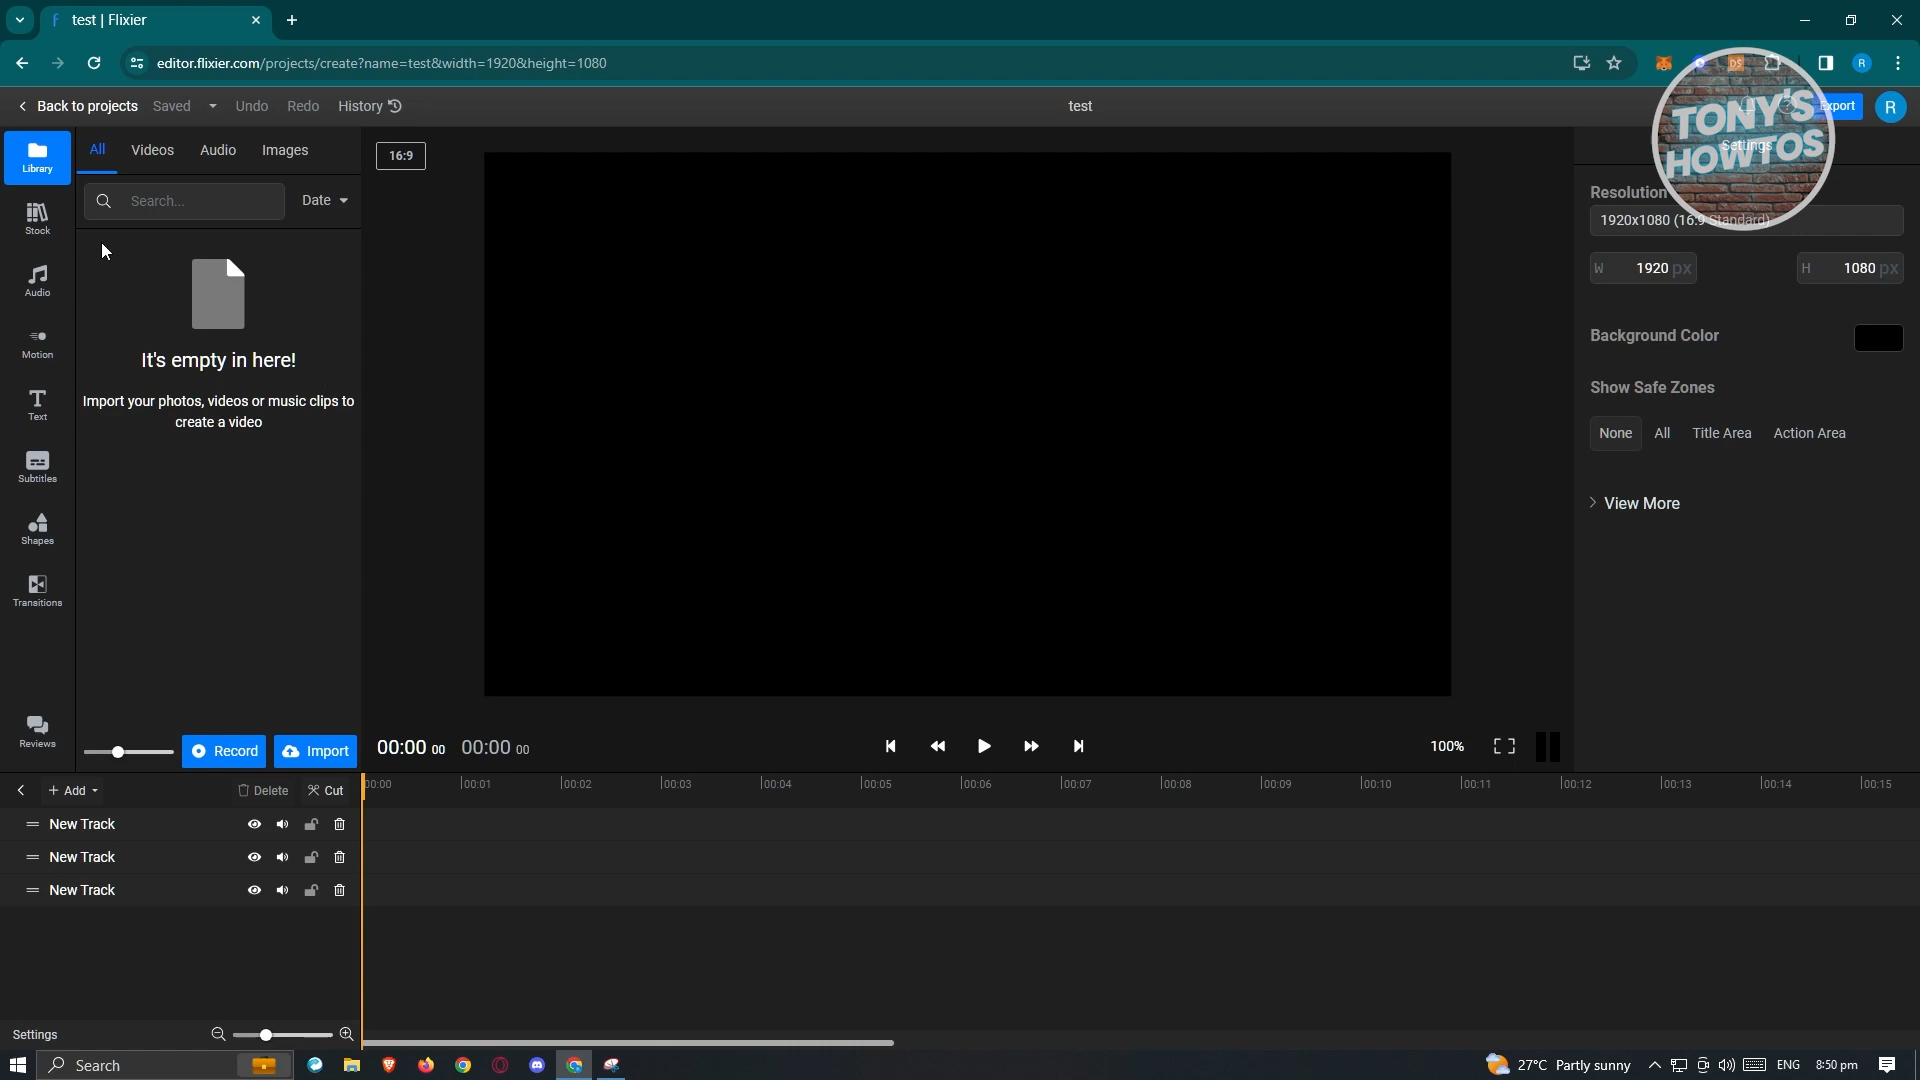 test | Flixier
editor.flixier.com/projects/create?name=test&width=1920&height=1080
Back to projects Saved Undo Redo History
test
Export
R
TONY'S
HOWTOS
Settings
Library
Stock
Audio
Motion
Text
Subtitles
Shapes
Transitions
Reviews
All Videos Audio Images
Search...
Date
It's empty in here!
Import your photos, videos or music clips to
create a video
Record
Import
16:9
Resolution
1920x1080 (16:9 Standard)
W 1920 px
H 1080 px
Background Color
Show Safe Zones
None All Title Area Action Area
View More
00:00 00 00:00 00
100%
+ Add
Delete
Cut
00:00 00:01 00:02 00:03 00:04 00:05 00:06 00:07 00:08 00:09 00:10 00:11 00:12 00:13 00:14 00:15
New Track
New Track
New Track
Settings
Search
27°C Partly sunny
ENG
8:50 pm